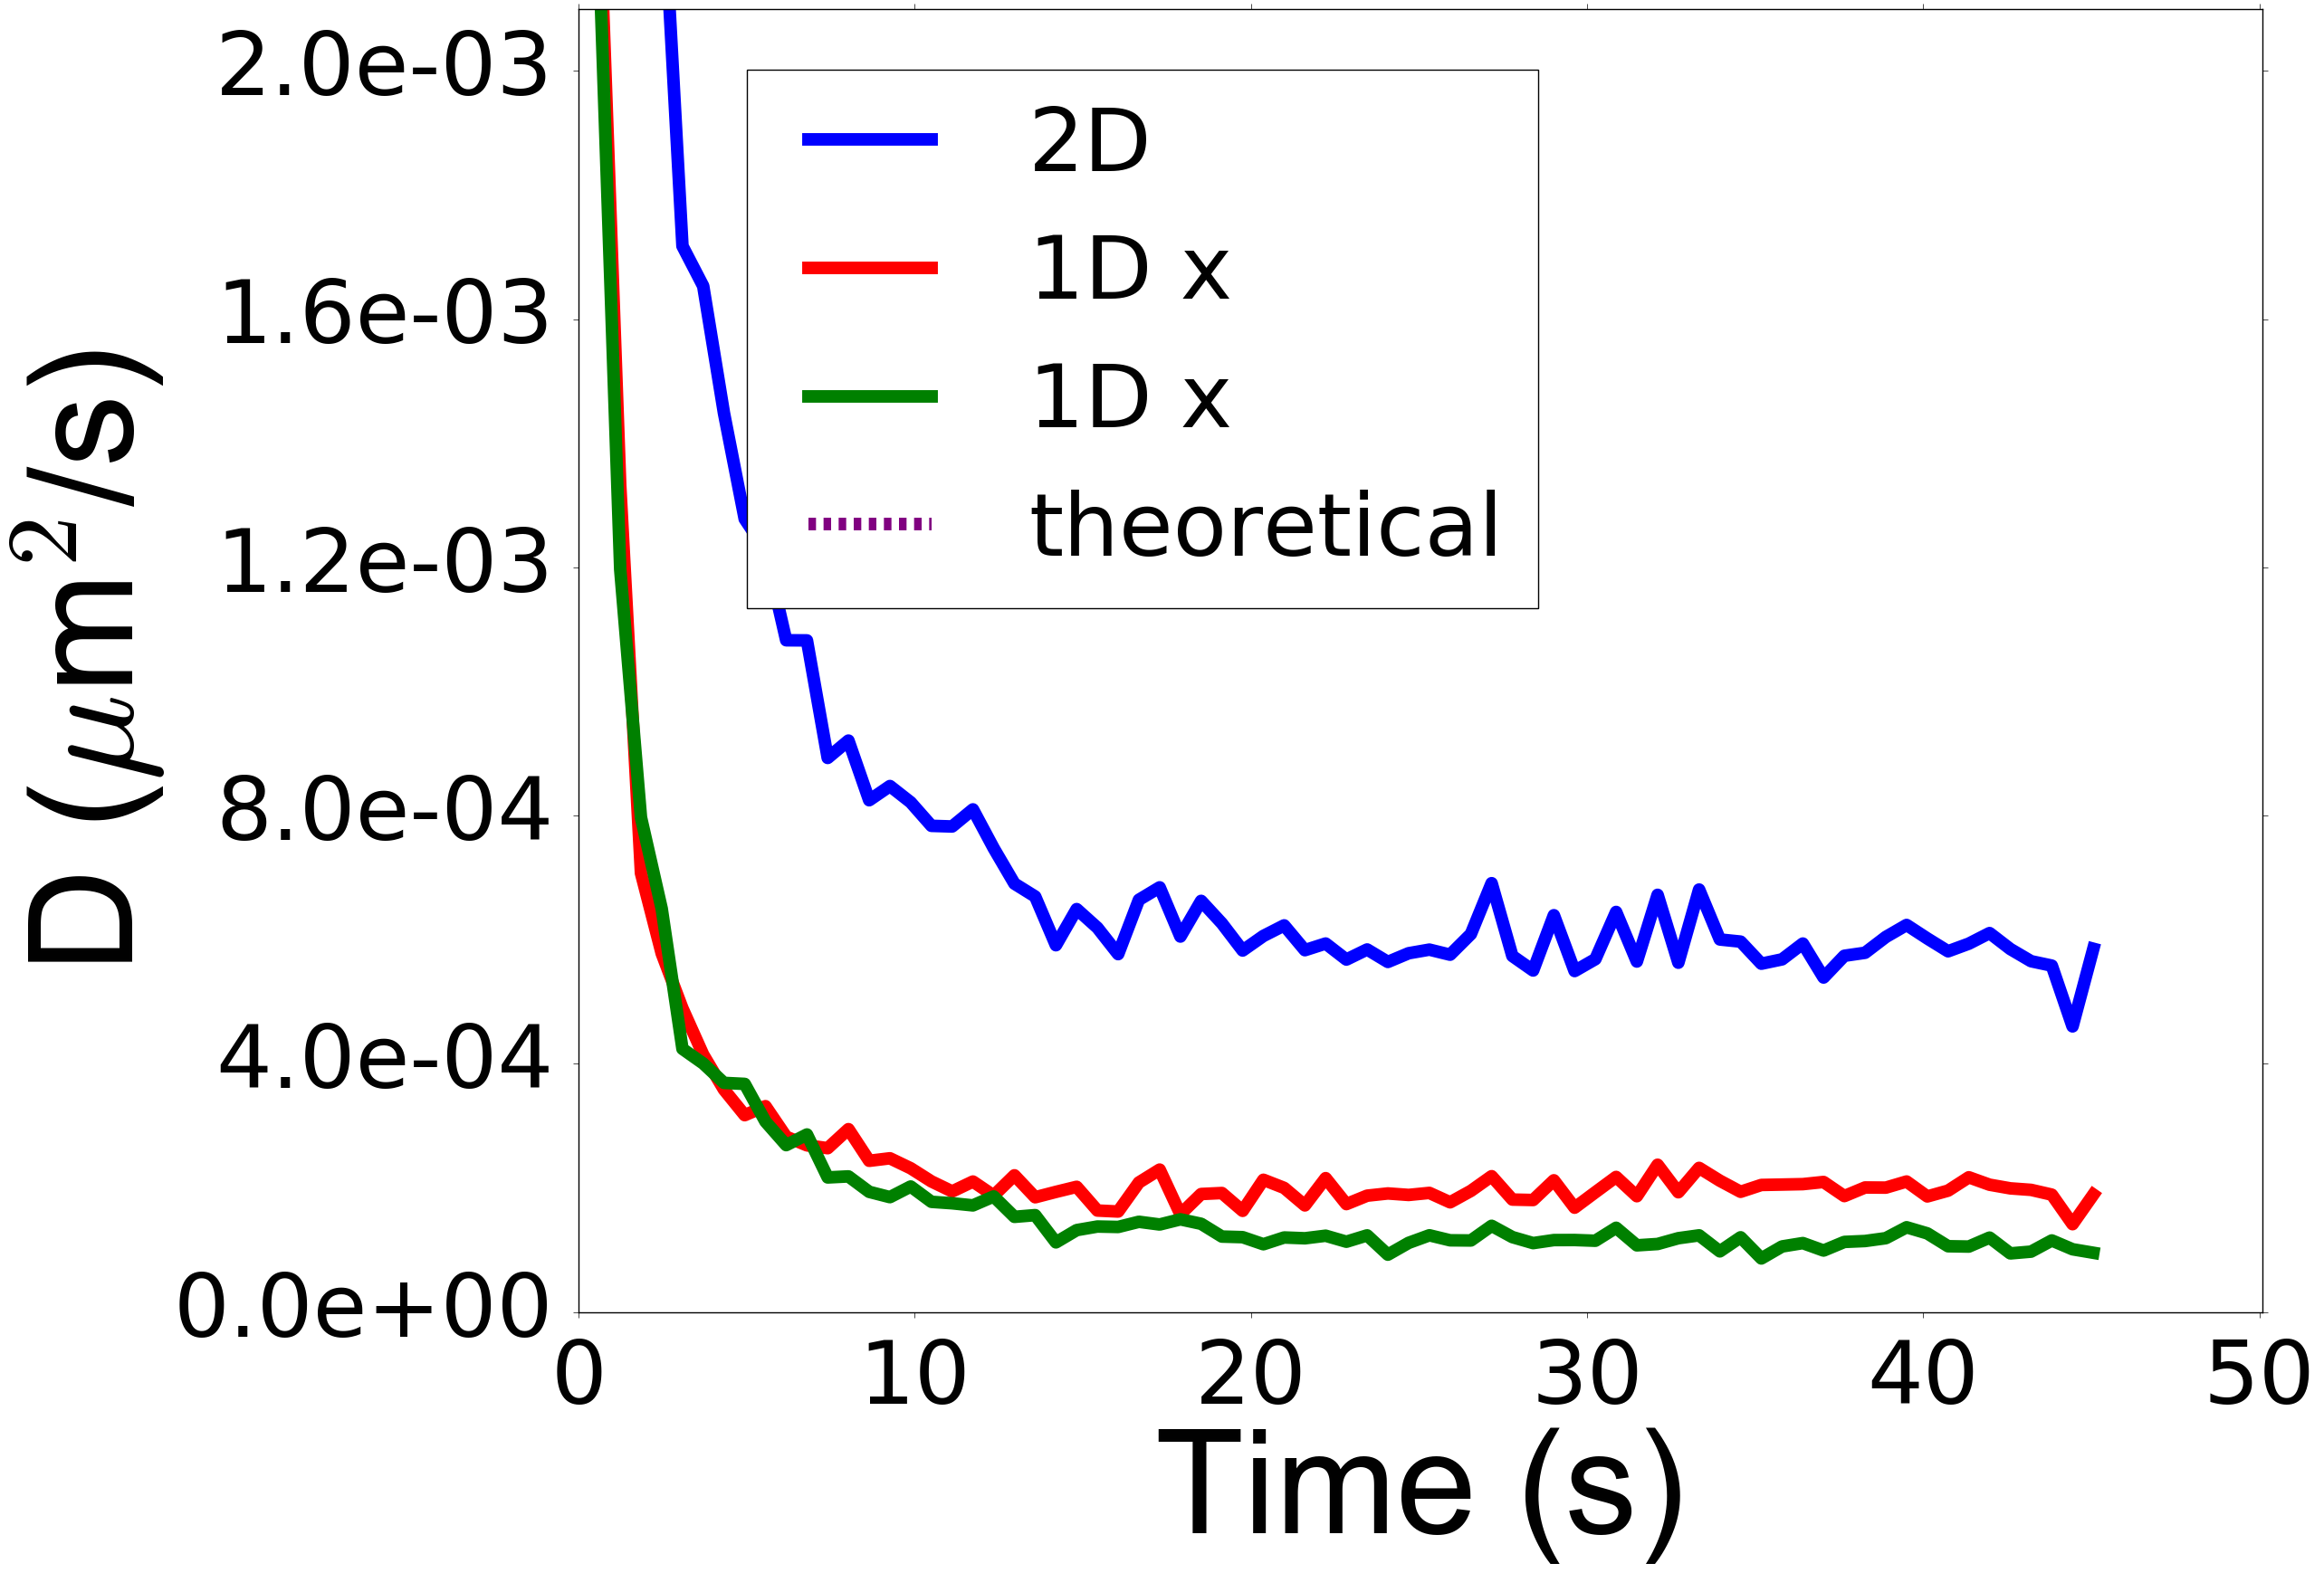 D (μm²/s)
2.0e-03
1.6e-03
1.2e-03
8.0e-04
4.0e-04
0.0e+00
2D
1D x
1D x
theoretical
0 10 20 30 40 50
Time (s)